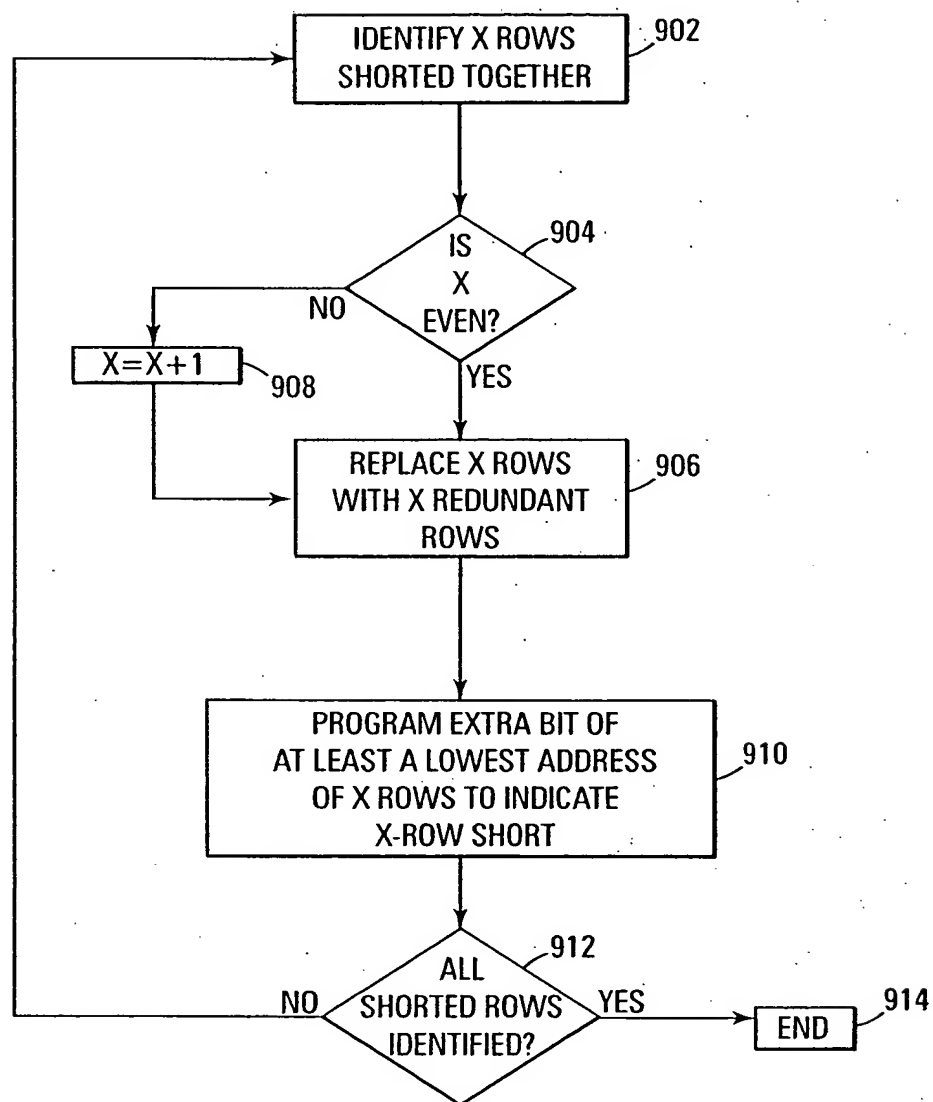 IDENTIFY X ROWS
SHORTED TOGETHER
902
IS
X
EVEN?
904
NO
YES
X=X+1
908
REPLACE X ROWS
WITH X REDUNDANT
ROWS
906
PROGRAM EXTRA BIT OF
AT LEAST A LOWEST ADDRESS
OF X ROWS TO INDICATE
X-ROW SHORT
910
ALL
SHORTED ROWS
IDENTIFIED?
912
NO
YES
END
914